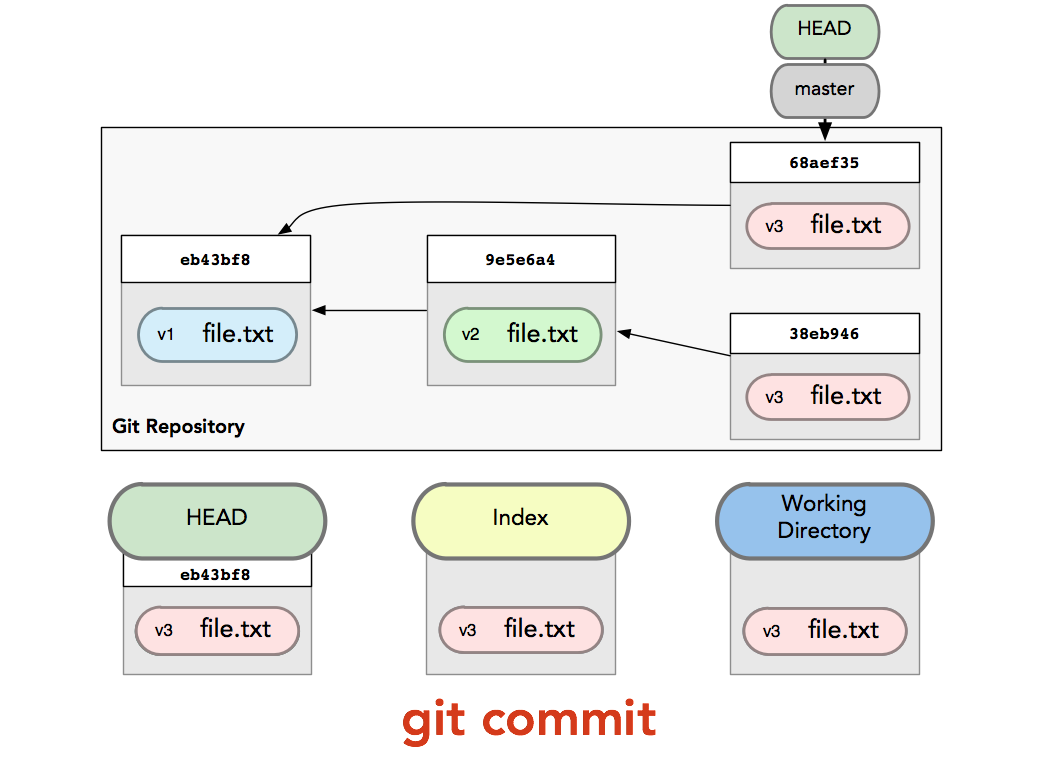 HEAD
master
68aef35
v3 file.txt
eb43bf8
9e5e6a4
v1 file.txt
v2 file.txt
38eb946
v3 file.txt
Git Repository
HEAD
Index
Working
Directory
eb43bf8
v3 file.txt
v3 file.txt
v3 file.txt
git commit